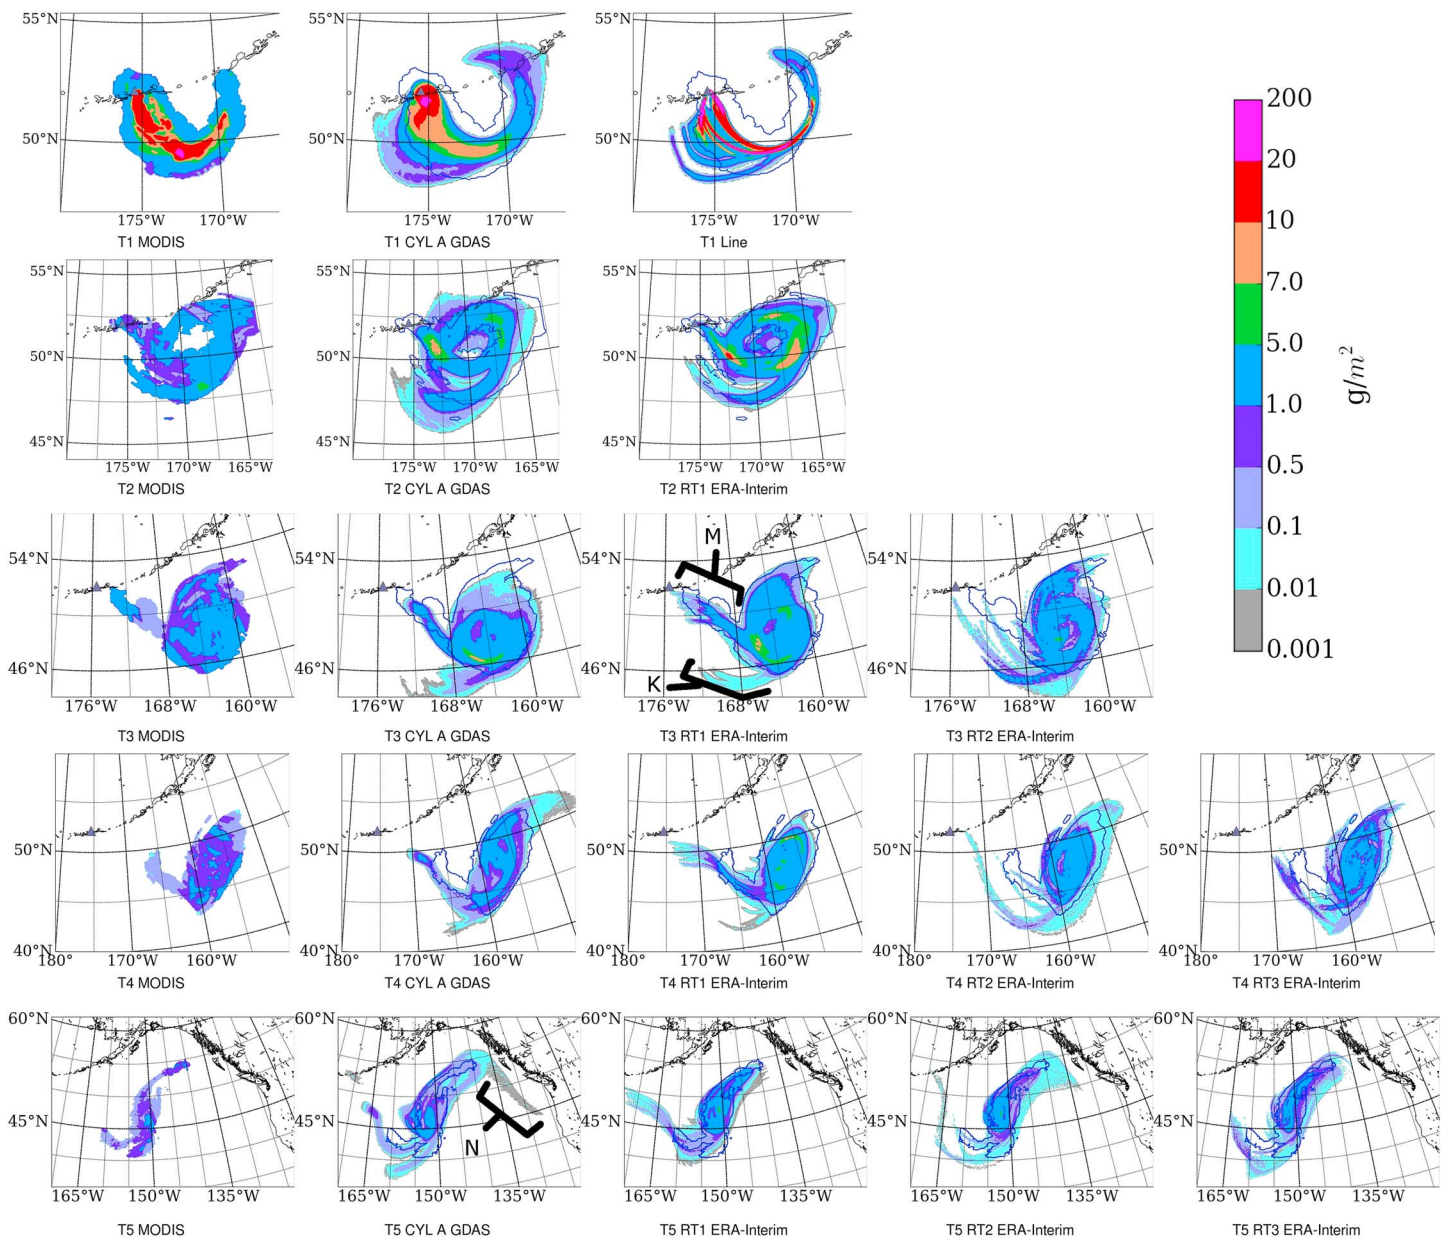 55°N
55°N
55°N
50°N
50°N
50°N
175°W 170°W
175°W 170°W
175°W 170°W
T1 MODIS
T1 CYL A GDAS
T1 Line
200
20
10
7.0
5.0
1.0
0.5
0.1
0.01
0.001
g/m²
55°N
55°N
55°N
50°N
50°N
50°N
45°N
45°N
45°N
175°W 170°W 165°W
175°W 170°W 165°W
175°W 170°W 165°W
T2 MODIS
T2 CYL A GDAS
T2 RT1 ERA-Interim
54°N
54°N
54°N
54°N
M
46°N
46°N
46°N
46°N
K
176°W 168°W 160°W
176°W 168°W 160°W
176°W 168°W 160°W
176°W 168°W 160°W
T3 MODIS
T3 CYL A GDAS
T3 RT1 ERA-Interim
T3 RT2 ERA-Interim
50°N
50°N
50°N
50°N
50°N
40°N
40°N
40°N
40°N
40°N
180° 170°W 160°W
180° 170°W 160°W
180° 170°W 160°W
180° 170°W 160°W
180° 170°W 160°W
T4 MODIS
T4 CYL A GDAS
T4 RT1 ERA-Interim
T4 RT2 ERA-Interim
T4 RT3 ERA-Interim
60°N
60°N
60°N
60°N
60°N
45°N
45°N
45°N
45°N
45°N
N
165°W 150°W 135°W
165°W 150°W 135°W
165°W 150°W 135°W
165°W 150°W 135°W
165°W 150°W 135°W
T5 MODIS
T5 CYL A GDAS
T5 RT1 ERA-Interim
T5 RT2 ERA-Interim
T5 RT3 ERA-Interim